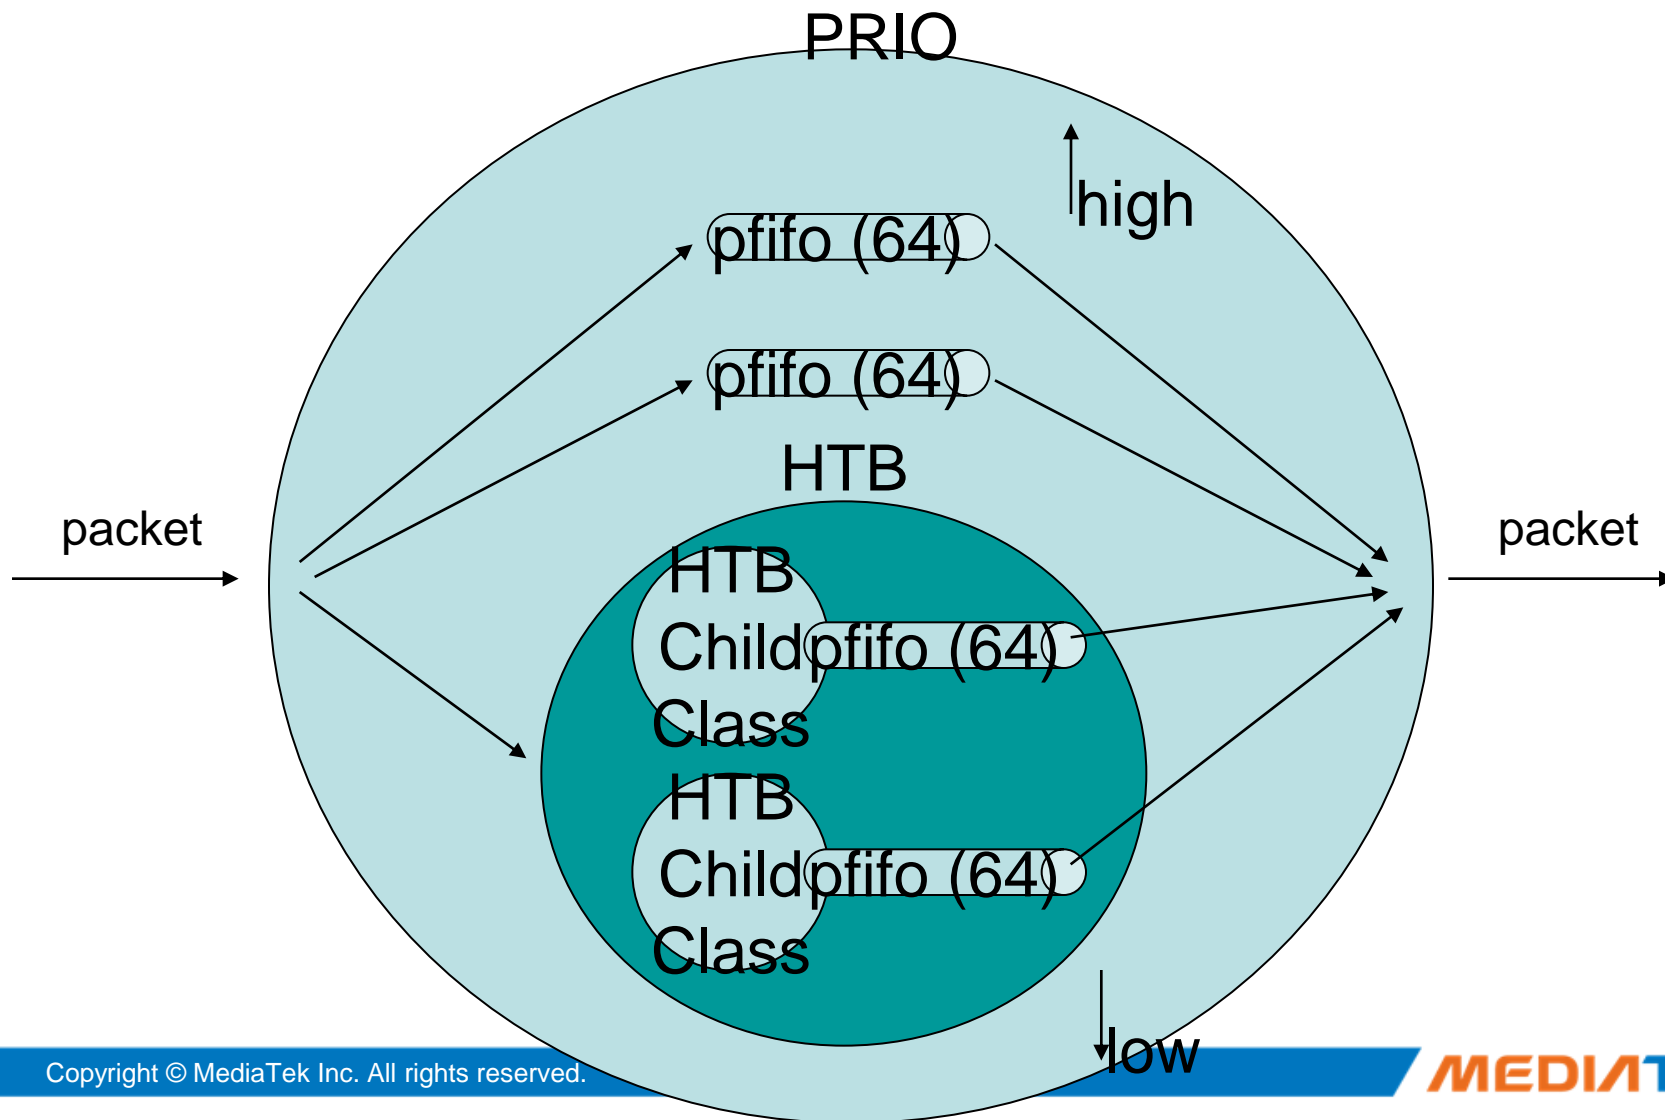 PRIO
high
pfifo (64)
pfifo (64)
HTB
packet
packet
HTB
Child
Class
pfifo (64)
HTB
Child
Class
pfifo (64)
low
Copyright © MediaTek Inc. All rights reserved.